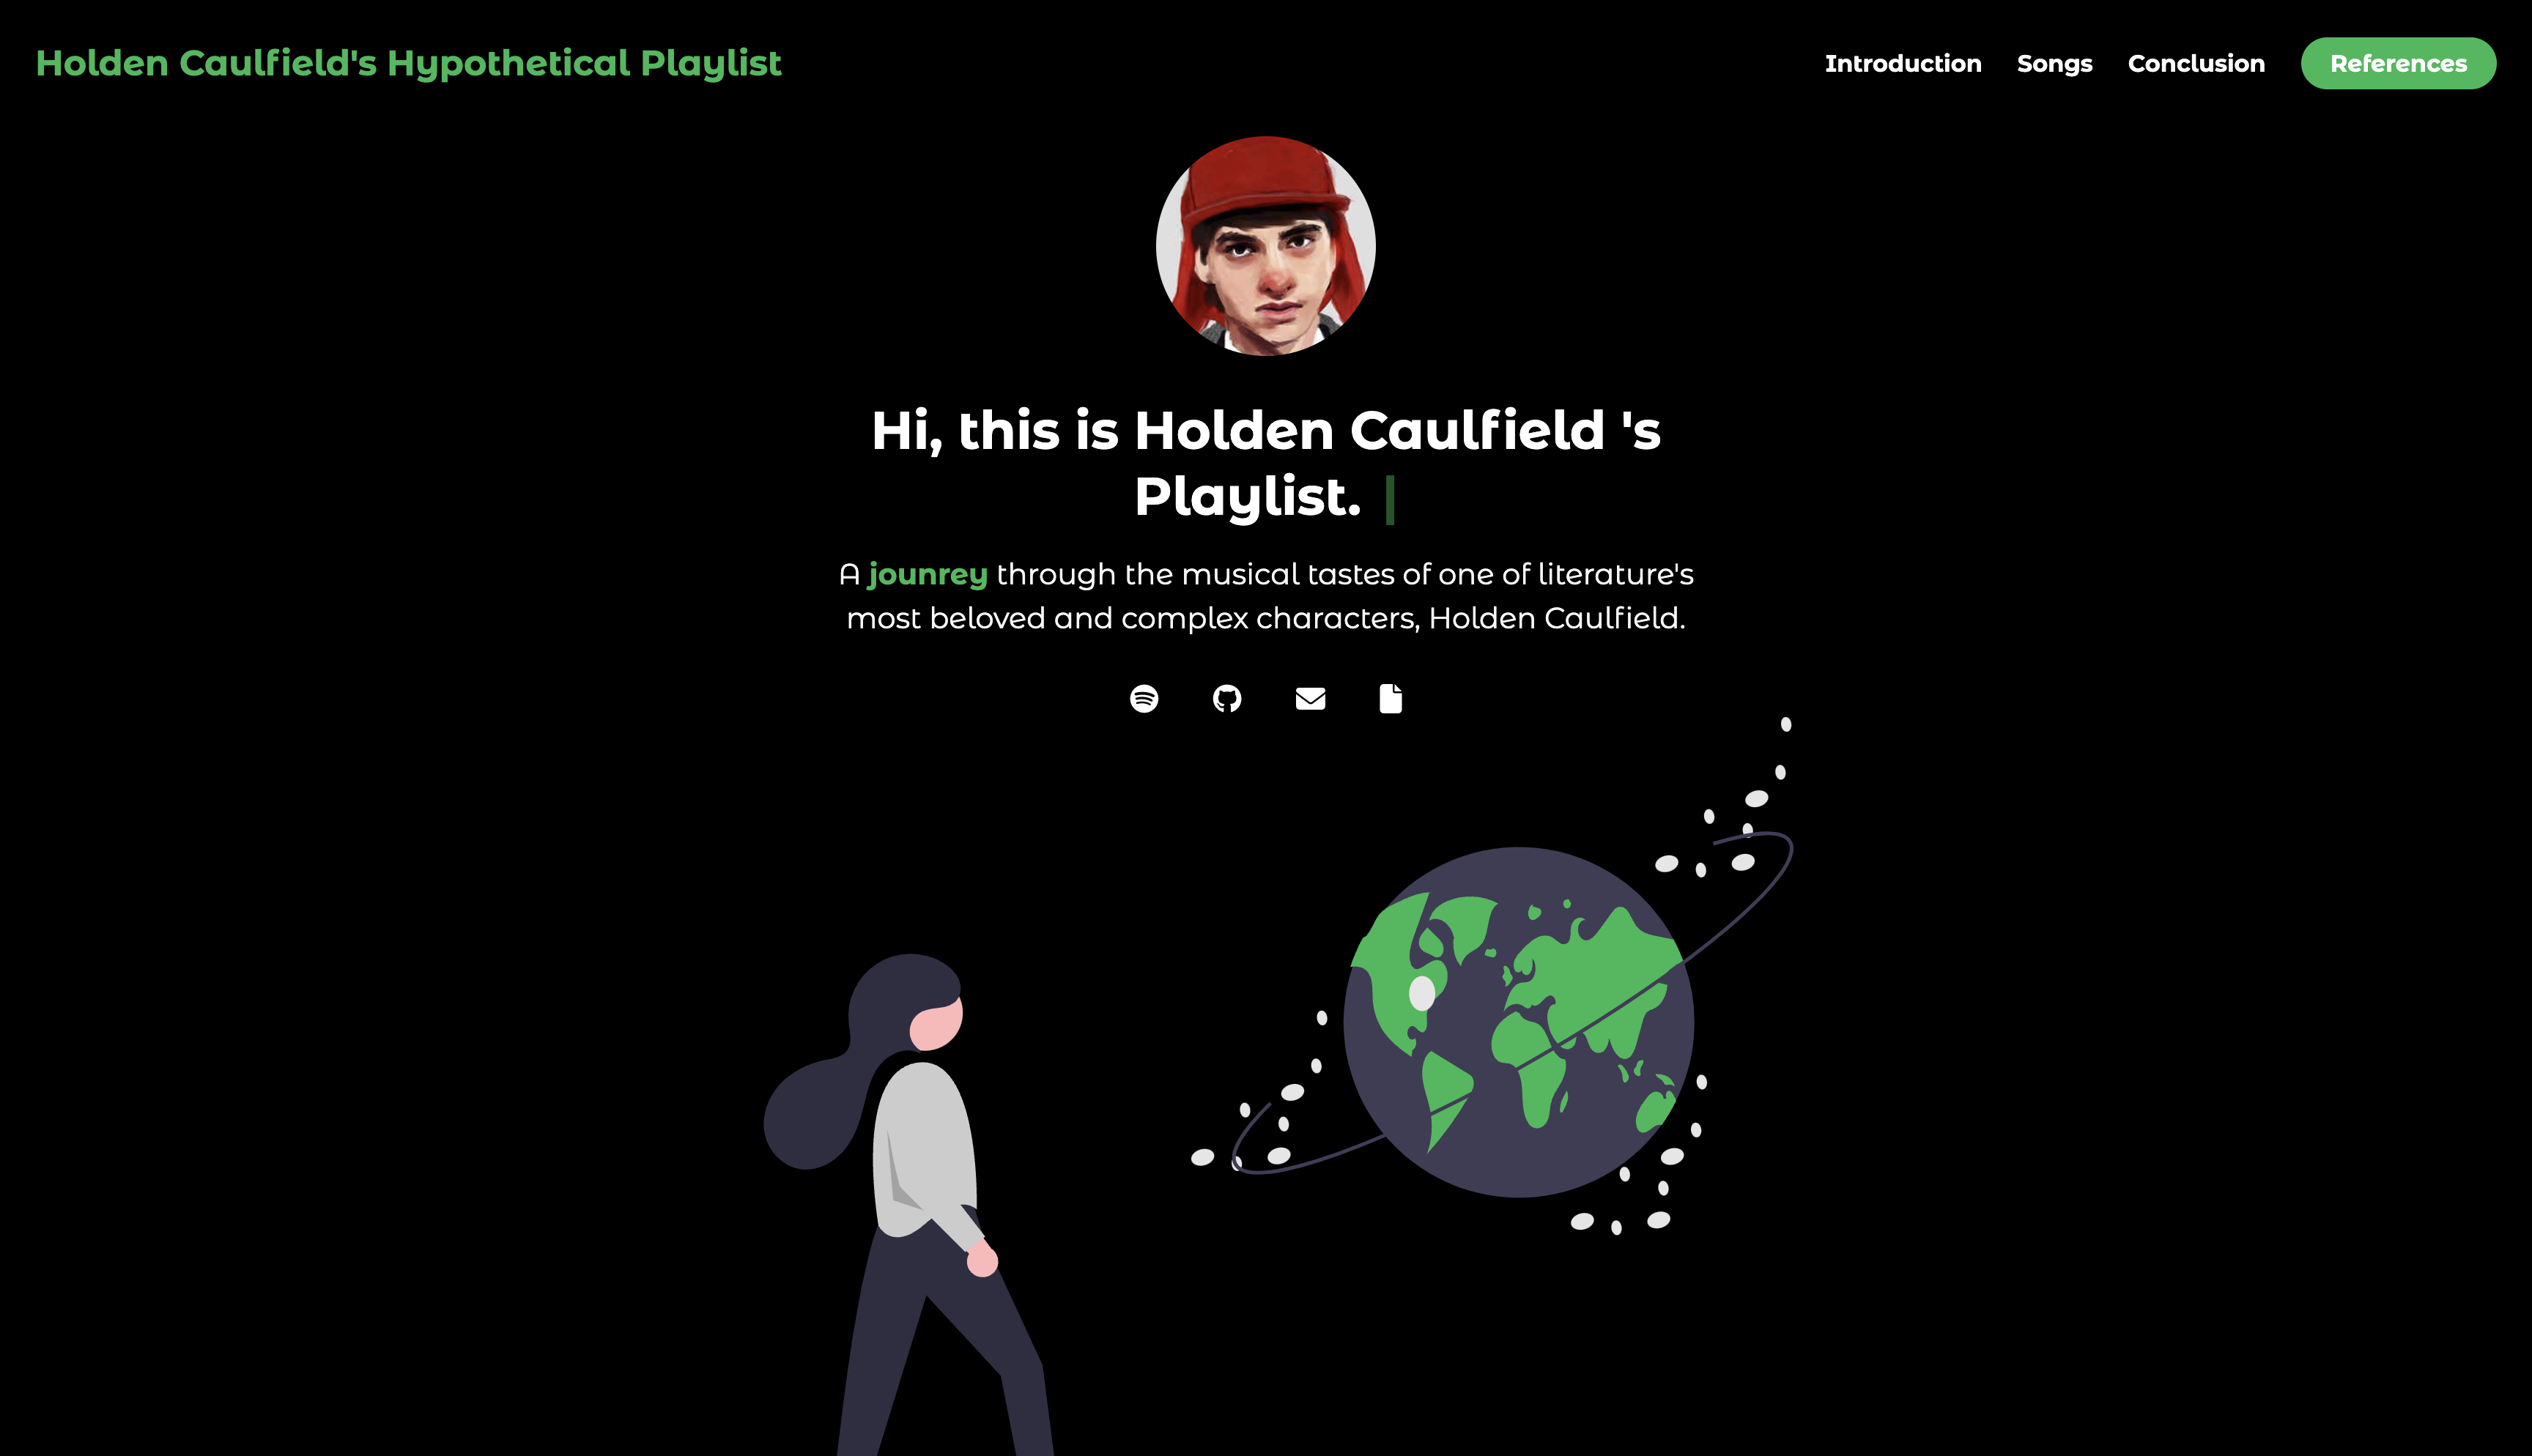 Holden Caulfield's Hypothetical Playlist
Introduction Songs Conclusion References
Hi, this is Holden Caulfield 's
Playlist.
A jounrey through the musical tastes of one of literature's
most beloved and complex characters, Holden Caulfield.